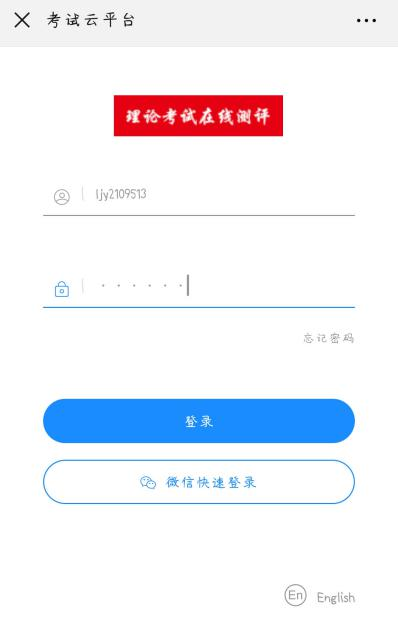 考试云平台
理论考试在线测评
ljy2109513
忘记密码
登录
微信快速登录
En English